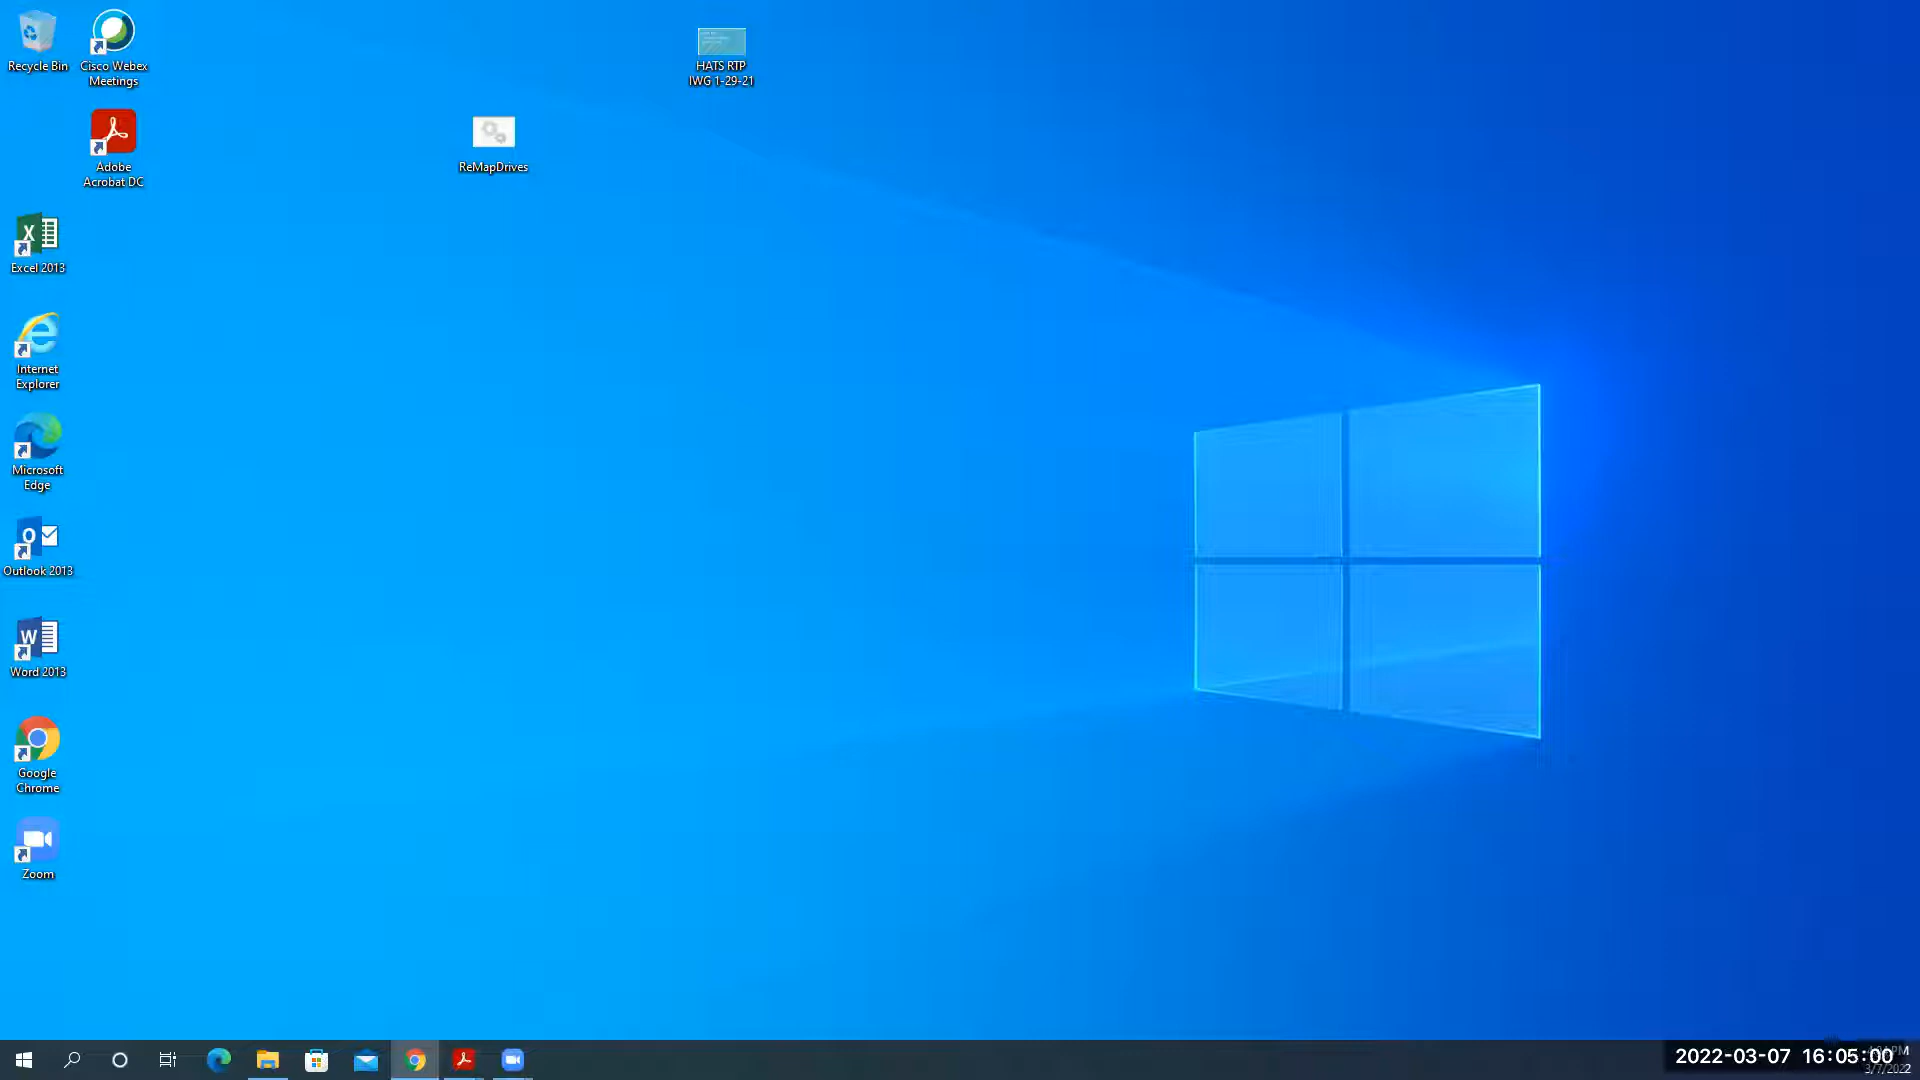 Recycle Bin
Cisco Webex
Meetings
HATS RTP
IWG 1-29-21
Adobe
Acrobat DC
ReMapDrives
Excel 2013
Internet
Explorer
Microsoft
Edge
Outlook 2013
Word 2013
Google
Chrome
Zoom
2022-03-07 16:05:00